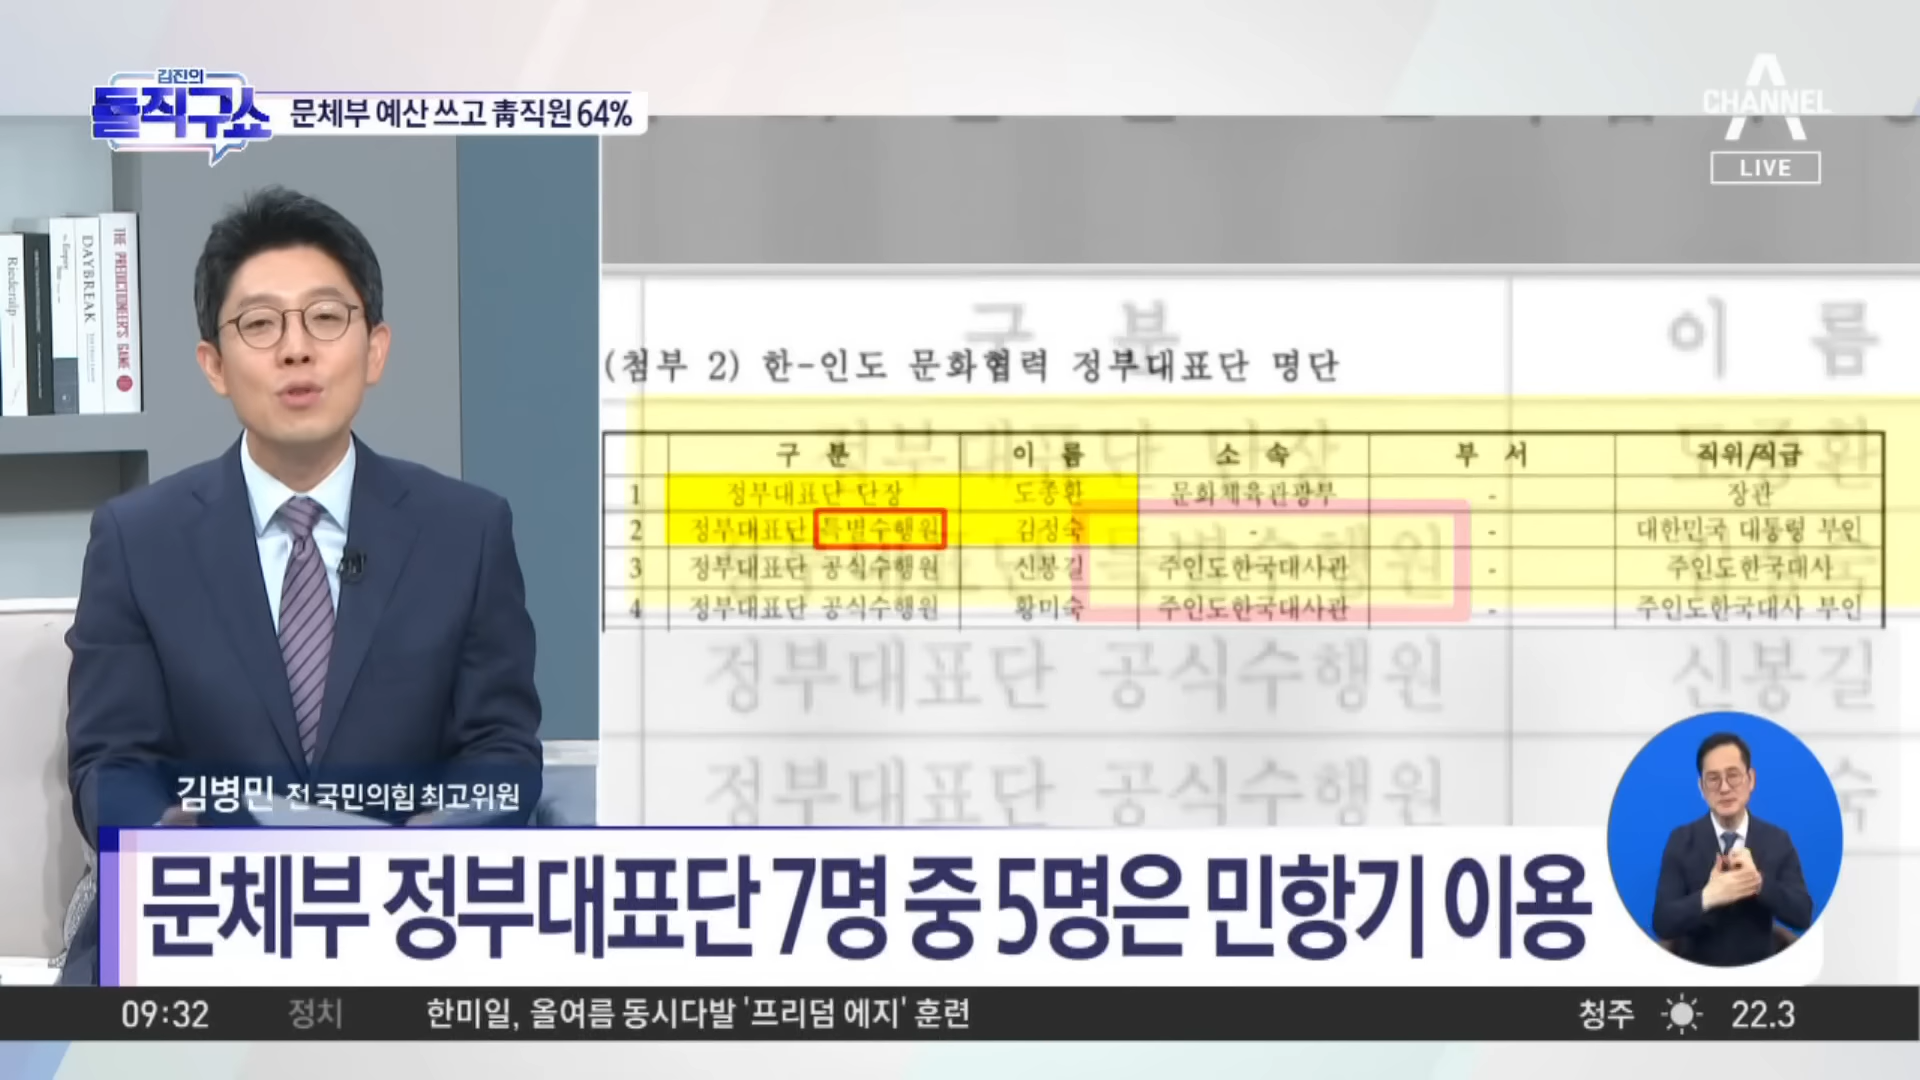 김진의
돌직구쇼
문체부 예산 쓰고 靑직원 64%
CHANNEL A
LIVE
THE PREDICTIONEER'S GAME
DAYBREAK
구 분 이 름
(첨부 2) 한-인도 문화협력 정부대표단 명단
구 분 이 름 소 속 부 서 직위/직급
1 정부대표단 단장 도종환 문화체육관광부 - 장관
2 정부대표단 특별수행원 김정숙 - - 대한민국 대통령 부인
3 정부대표단 공식수행원 신봉길 주인도한국대사관 - 주인도한국대사
4 정부대표단 공식수행원 황미숙 주인도한국대사관 - 주인도한국대사 부인
정부대표단 공식수행원 신봉길
정부대표단 공식수행원 숙
김병민 전 국민의힘 최고위원
문체부 정부대표단 7명 중 5명은 민항기 이용
09:32 정치 한미일, 올여름 동시다발 '프리덤 에지' 훈련 청주 22.3